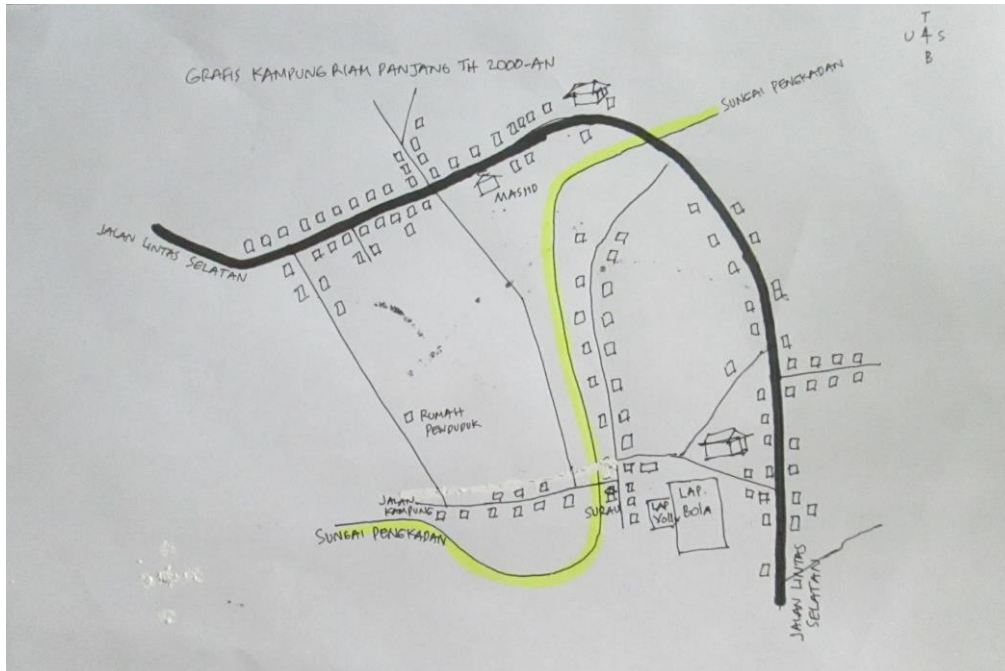 T
U S
B
GRAFIS KAMPUNG RIAM PANJANG TH 2000-AN
SUNGAI PENGKADAN
MASJID
JALAN LINTAS
SELATAN
RUMAH
PENDUDUK
JALAN
KAMPUNG
SUNGAI PENGKADAN
SURAU
LAP
VOLLY
LAP.
BOLA
JALAN LINTAS
SELATAN